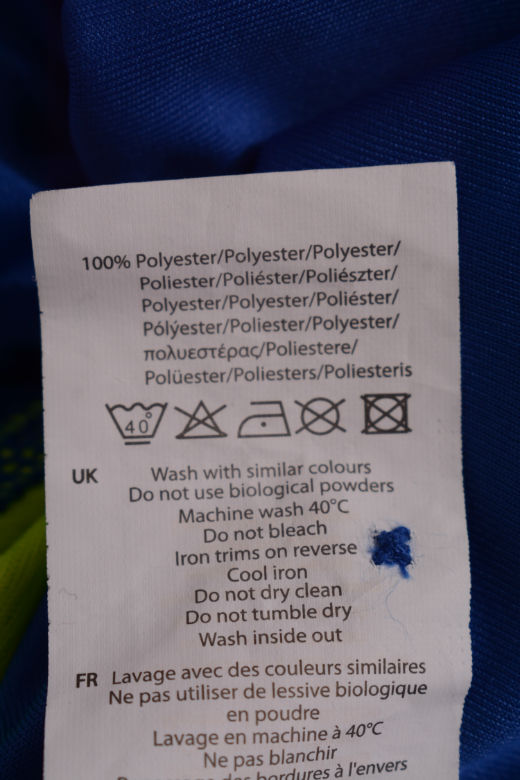 100% Polyester/Polyester/Polyester/
Poliester/Poliéster/Poliészter/
Polyester/Polyester/Poliéster/
Pólýester/Poliester/Polyester/
πολυεστέρας/Poliestere/
Polüester/Poliesters/Poliesteris
40°
UK Wash with similar colours
Do not use biological powders
Machine wash 40°C
Do not bleach
Iron trims on reverse
Cool iron
Do not dry clean
Do not tumble dry
Wash inside out
FR Lavage avec des couleurs similaires
Ne pas utiliser de lessive biologique
en poudre
Lavage en machine à 40°C
Ne pas blanchir
des bordures à l'envers